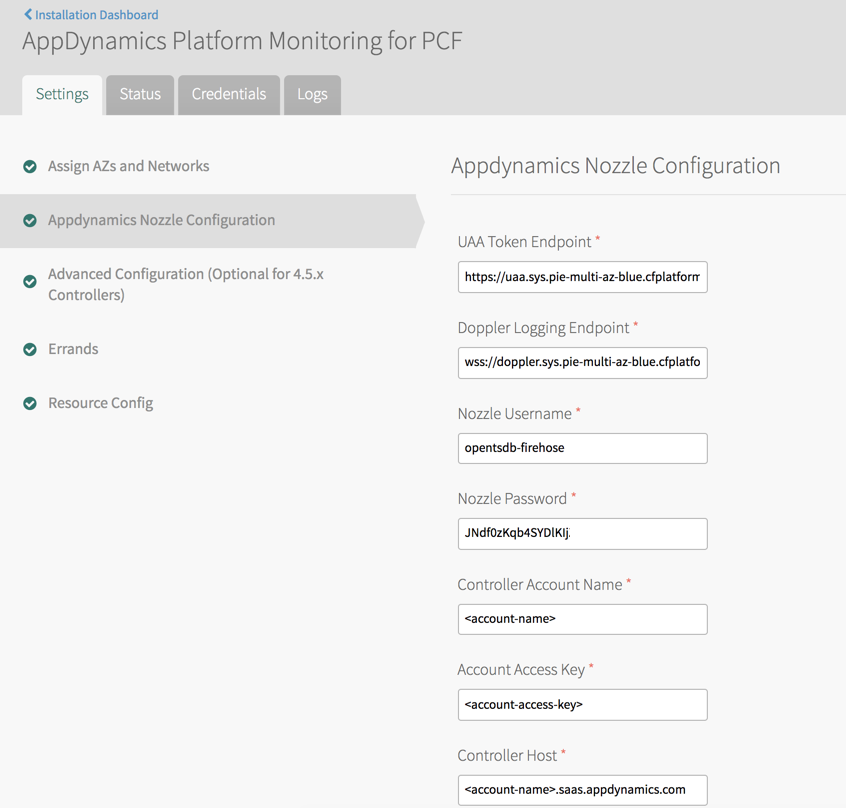 Installation Dashboard
AppDynamics Platform Monitoring for PCF
Settings
Status
Credentials
Logs
Assign AZs and Networks
Appdynamics Nozzle Configuration
Advanced Configuration (Optional for 4.5.x
Controllers)
Errands
Resource Config
Appdynamics Nozzle Configuration
UAA Token Endpoint *
https://uaa.sys.pie-multi-az-blue.cfplatform
Doppler Logging Endpoint *
wss://doppler.sys.pie-multi-az-blue.cfplatfo
Nozzle Username *
opentsdb-firehose
Nozzle Password *
Controller Account Name *
<account-name>
Account Access Key *
<account-access-key>
Controller Host *
<account-name>.saas.appdynamics.com